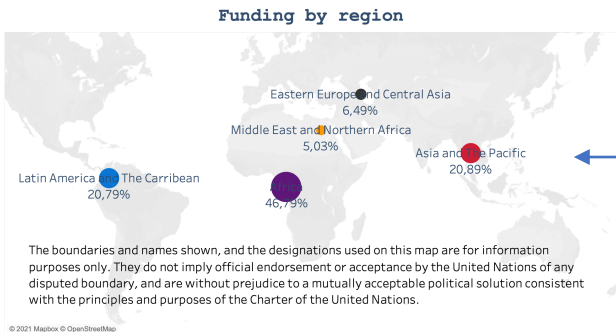 Funding by region
Eastern Europe and Central Asia
6,49%
Middle East and Northern Africa
5,03%
Asia and The Pacific
20,89%
Latin America and The Carribean
20,79%
Africa
46,79%
The boundaries and names shown, and the designations used on this map are for information
purposes only. They do not imply official endorsement or acceptance by the United Nations of any
disputed boundary, and are without prejudice to a mutually acceptable political solution consistent
with the principles and purposes of the Charter of the United Nations.
© 2021 Mapbox © OpenStreetMap